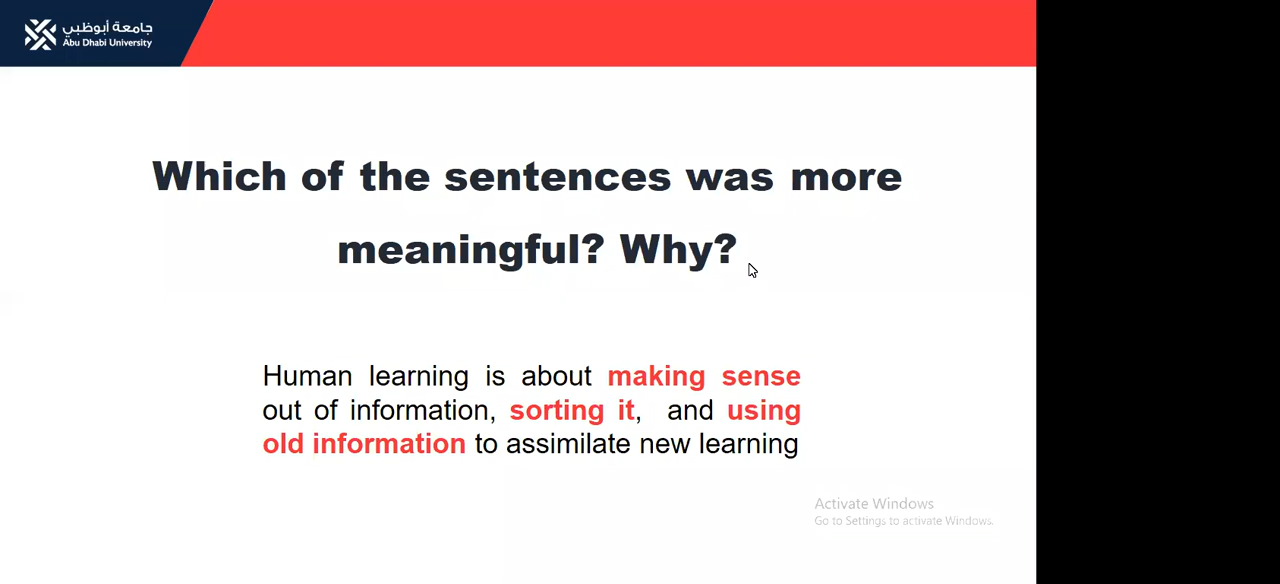 جامعة أبوظبي
Abu Dhabi University
Which of the sentences was more
meaningful? Why?
Human learning is about making sense
out of information, sorting it, and using
old information to assimilate new learning
Activate Windows
Go to Settings to activate Windows.